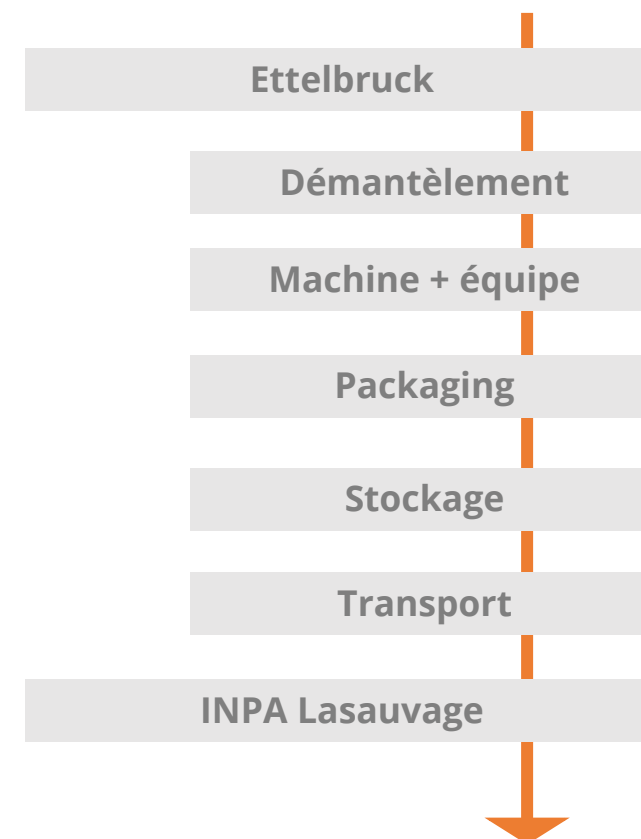 Ettelbruck
Démantèlement
Machine + équipe
Packaging
Stockage
Transport
INPA Lasauvage